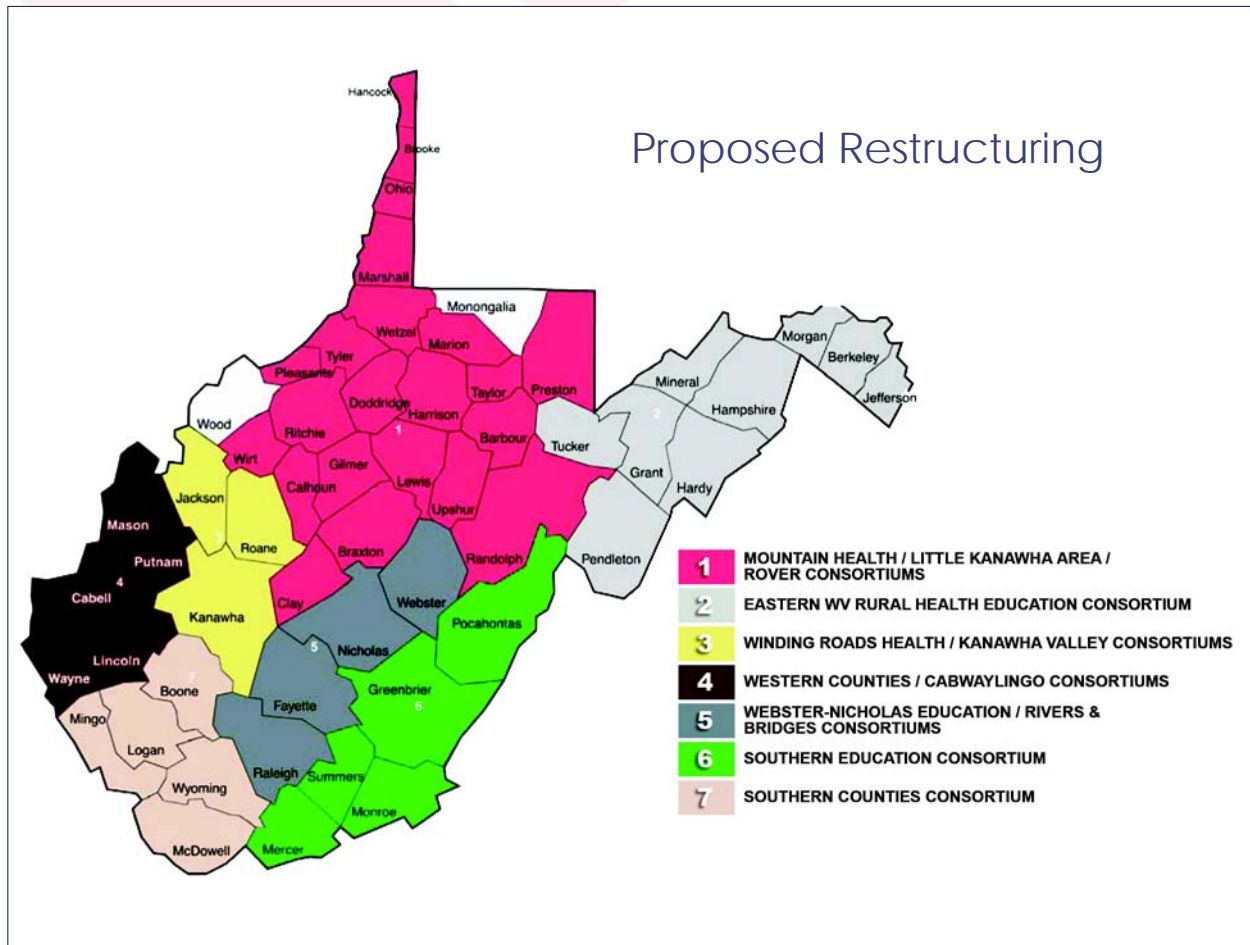 Proposed Restructuring
Hancock
Brooke
Ohio
Marshall
Monongalia
Wetzel
Marion
Tyler
Pleasants
Taylor
Preston
Doddridge
Harrison
Wood
Ritchie
1
Barbour
Wirt
Gilmer
Calhoun
Lewis
Upshur
Tucker
Mineral
Morgan
Berkeley
Jefferson
Hampshire
2
Grant
Hardy
Pendleton
Jackson
Mason
3
Roane
Putnam
Braxton
Randolph
4
Cabell
Kanawha
Clay
Webster
Pocahontas
Lincoln
Wayne
7
Boone
5
Nicholas
Greenbrier
6
Fayette
Mingo
Logan
Raleigh
Summers
Wyoming
Monroe
McDowell
Mercer
1 MOUNTAIN HEALTH / LITTLE KANAWHA AREA /
ROVER CONSORTIUMS
2 EASTERN WV RURAL HEALTH EDUCATION CONSORTIUM
3 WINDING ROADS HEALTH / KANAWHA VALLEY CONSORTIUMS
4 WESTERN COUNTIES / CABWAYLINGO CONSORTIUMS
5 WEBSTER-NICHOLAS EDUCATION / RIVERS &
BRIDGES CONSORTIUMS
6 SOUTHERN EDUCATION CONSORTIUM
7 SOUTHERN COUNTIES CONSORTIUM